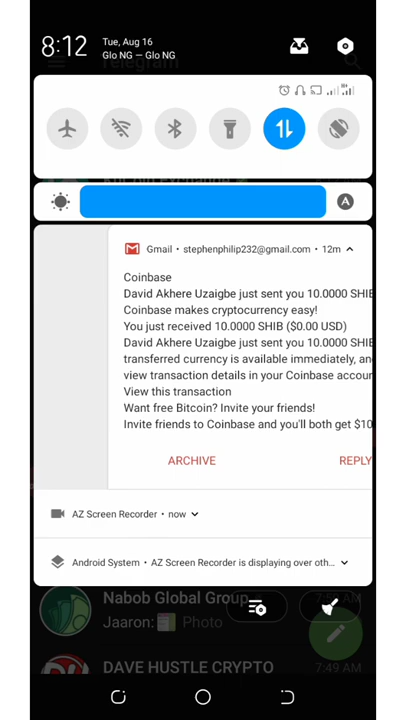 8:12
Tue, Aug 16
Glo NG — Glo NG
Telegram
A
Gmail • stephenphilip232@gmail.com • 12m
Coinbase
David Akhere Uzaigbe just sent you 10.0000 SHIB
Coinbase makes cryptocurrency easy!
You just received 10.0000 SHIB ($0.00 USD)
David Akhere Uzaigbe just sent you 10.0000 SHIB
transferred currency is available immediately, and
view transaction details in your Coinbase accoun
View this transaction
Want free Bitcoin? Invite your friends!
Invite friends to Coinbase and you'll both get $10
ARCHIVE
REPLY
AZ Screen Recorder • now
Android System • AZ Screen Recorder is displaying over oth...
Nabob Global Group
Jaaron: Photo
DAVE HUSTLE CRYPTO
7:49 AM